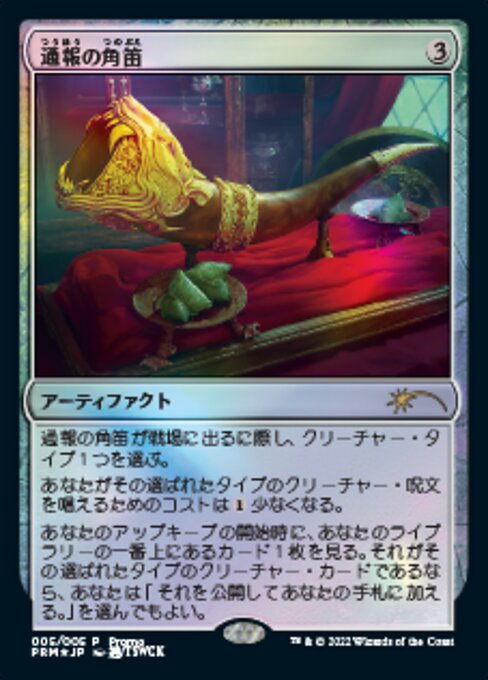 つうほう つのぶえ
通報の角笛 3
アーティファクト
通報の角笛が戦場に出るに際し、クリーチャー・タ
イプ1つを選ぶ。
あなたがその選ばれたタイプのクリーチャー・呪文
を唱えるためのコストは 1 少なくなる。
あなたのアップキープの開始時に、あなたのライブ
ラリーの一番上にあるカード1枚を見る。それがそ
の選ばれたタイプのクリーチャー・カードであるな
ら、あなたは「それを公開してあなたの手札に加え
る。」を選んでもよい。
005/006 P Promo
PRM★JP
™ & © 2022 Wizards of the Coast